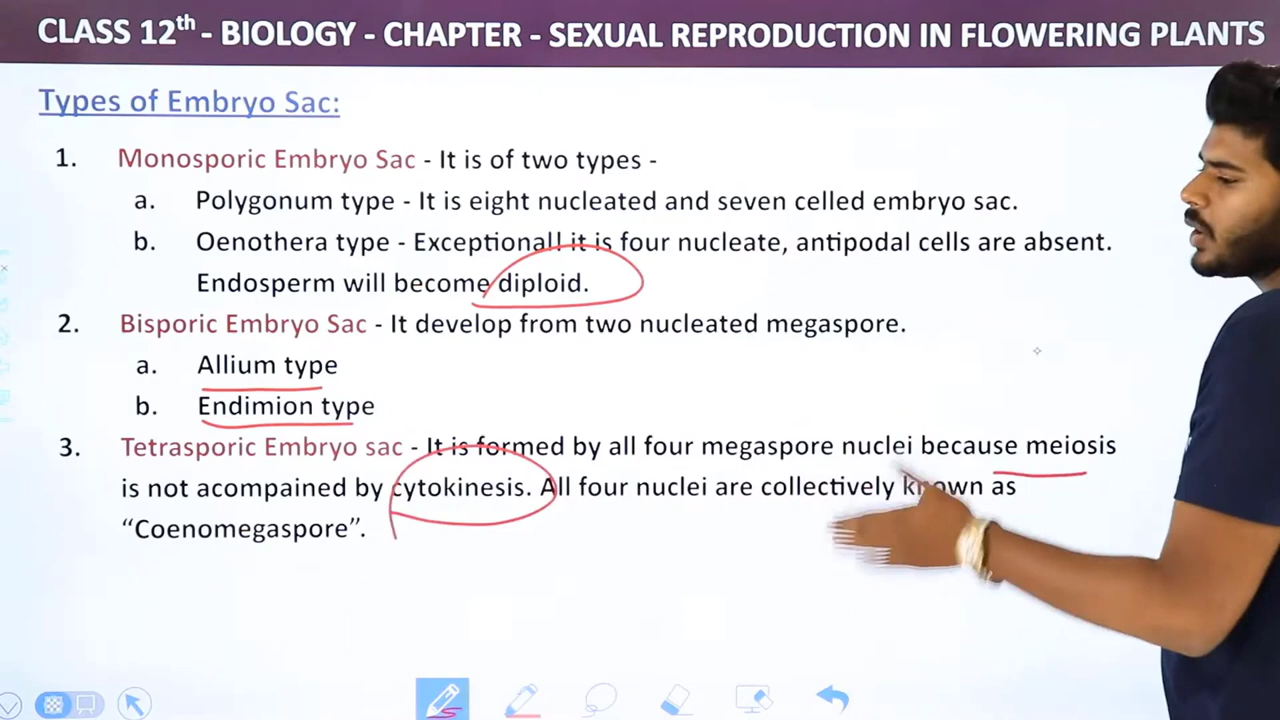 CLASS 12th - BIOLOGY - CHAPTER - SEXUAL REPRODUCTION IN FLOWERING PLANTS
Types of Embryo Sac:
1. Monosporic Embryo Sac - It is of two types -
a. Polygonum type - It is eight nucleated and seven celled embryo sac.
b. Oenothera type - Exceptionall it is four nucleate, antipodal cells are absent.
Endosperm will become diploid.
2. Bisporic Embryo Sac - It develop from two nucleated megaspore.
a. Allium type
b. Endimion type
3. Tetrasporic Embryo sac - It is formed by all four megaspore nuclei because meiosis
is not acompained by cytokinesis. All four nuclei are collectively known as
“Coenomegaspore”.